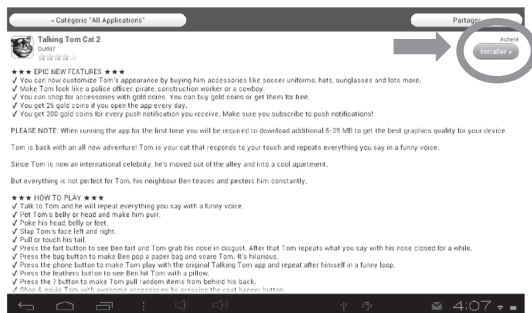 « Catégorie "All Applications"
Partager
Talking Tom Cat 2
Outfit7
Acheté
Installer »
★ ★ ★ EPIC NEW FEATURES ★ ★ ★
✓ You can now customize Tom's appearance by buying him accessories like soccer uniforms, hats, sunglasses and lots more.
✓ Make Tom look like a police officer, pirate, construction worker or a cowboy.
✓ You can shop for accessories with gold coins. You can buy gold coins or get them for free.
✓ You get 25 gold coins if you open the app every day.
✓ You get 200 gold coins for every push notification you receive. Make sure you subscribe to push notifications!
PLEASE NOTE: When running the app for the first time you will be required to download additional 5-35 MB to get the best graphics quality for your device.
Tom is back with an all new adventure! Tom is your cat that responds to your touch and repeats everything you say in a funny voice.
Since Tom is now an international celebrity, he's moved out of the alley and into a cool apartment.
But everything is not perfect for Tom, his neighbour Ben teases and pesters him constantly.
★ ★ ★ HOW TO PLAY ★ ★ ★
✓ Talk to Tom and he will repeat everything you say with a funny voice.
✓ Pet Tom's belly or head and make him purr.
✓ Poke his head, belly or feet.
✓ Slap Tom's face left and right.
✓ Pull or touch his tail.
✓ Press the fart button to see Ben fart and Tom grab his nose in disgust. After that Tom repeats what you say with his nose closed for a while.
✓ Press the bag button to make Ben pop a paper bag and scare Tom. It's hilarious.
✓ Press the phone button to make Tom play with the original Talking Tom app and repeat after himself in a funny loop.
✓ Press the feathers button to see Ben hit Tom with a pillow.
✓ Press the ? button to make Tom pull random items from behind his back.
✓ Shop & equip Tom with awesome accessories by pressing the coat hanger button.
4:07